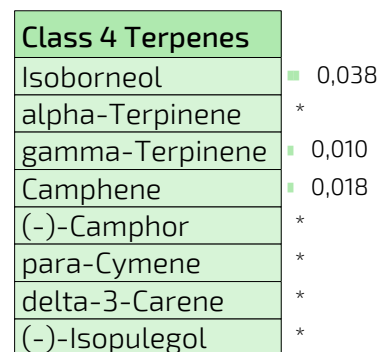 Class 4 Terpenes
Isoborneol 0,038
alpha-Terpinene *
gamma-Terpinene 0,010
Camphene 0,018
(-)-Camphor *
para-Cymene *
delta-3-Carene *
(-)-Isopulegol *